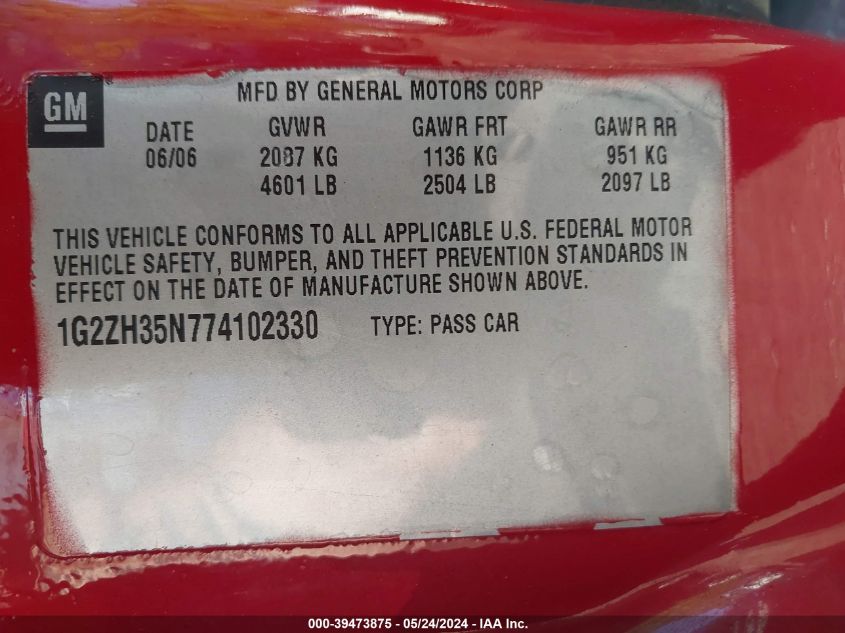 GM
MFD BY GENERAL MOTORS CORP
DATE GVWR GAWR FRT GAWR RR
06/06 2087 KG 1136 KG 951 KG
4601 LB 2504 LB 2097 LB
THIS VEHICLE CONFORMS TO ALL APPLICABLE U.S. FEDERAL MOTOR
VEHICLE SAFETY, BUMPER, AND THEFT PREVENTION STANDARDS IN
EFFECT ON THE DATE OF MANUFACTURE SHOWN ABOVE.
1G2ZH35N774102330 TYPE: PASS CAR
000-39473875 - 05/24/2024 - IAA Inc.